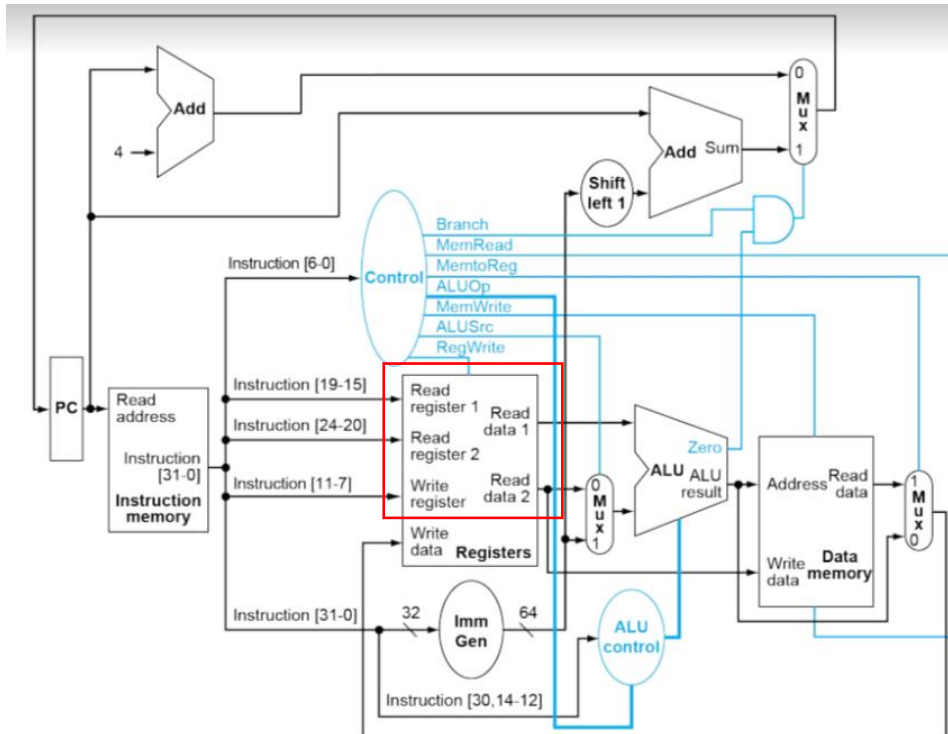 0
M
u
x
1
Add
4
Add
Sum
Shift
left 1
Branch
MemRead
MemtoReg
ALUOp
MemWrite
ALUSrc
RegWrite
Control
Instruction [6-0]
Instruction [19-15]
Instruction [24-20]
Instruction [11-7]
PC
Read
address
Instruction
[31-0]
Instruction
memory
Read
register 1
Read
register 2
Write
register
Write
data
Read
data 1
Read
data 2
Registers
0
M
u
x
1
Zero
ALU
ALU
result
Address
Read
data
Write
data
Data
memory
1
M
u
x
0
Instruction [31-0]
32
Imm
Gen
64
ALU
control
Instruction [30,14-12]